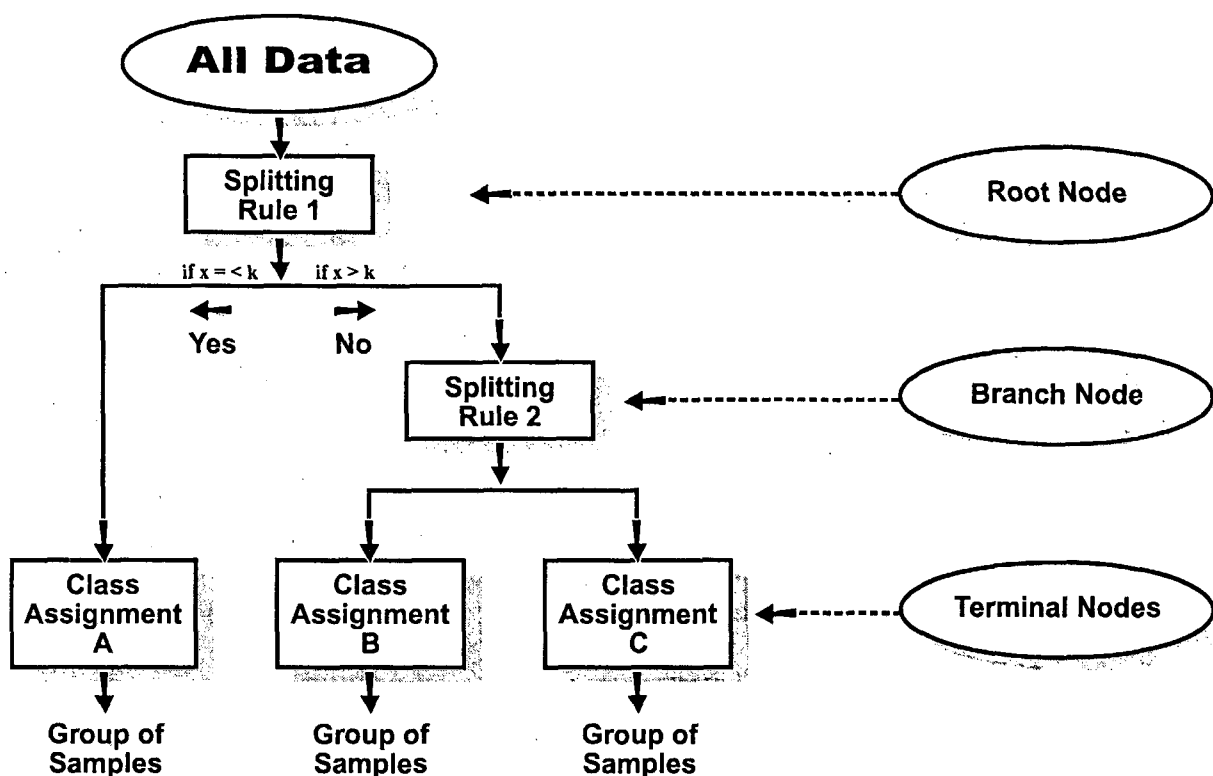 All Data
Splitting
Rule 1
Root Node
if x = < k
if x > k
Yes
No
Splitting
Rule 2
Branch Node
Class
Assignment
A
Class
Assignment
B
Class
Assignment
C
Terminal Nodes
Group of
Samples
Group of
Samples
Group of
Samples